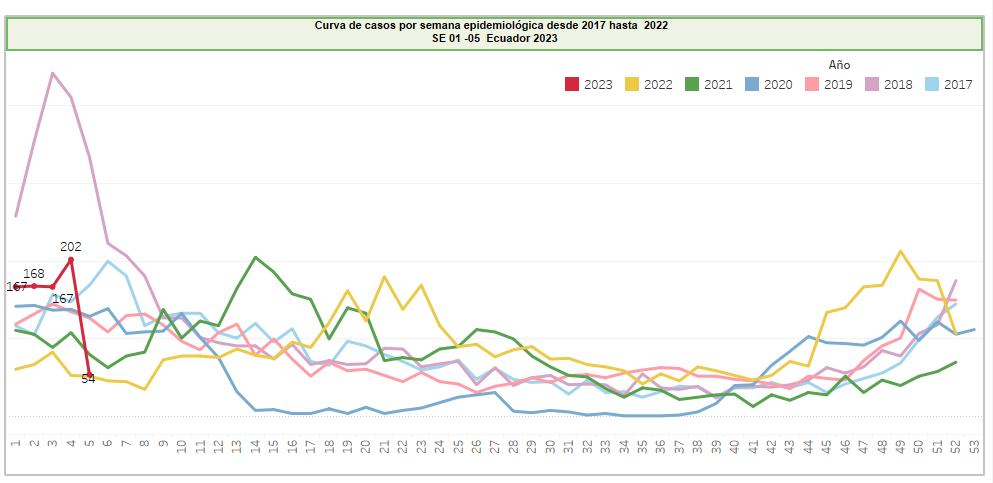 Curva de casos por semana epidemiológica desde 2017 hasta  2022
SE 01 -05  Ecuador 2023
Año
2023 2022 2021 2020 2019 2018 2017
202
167 168
167
54
1 2 3 4 5 6 7 8 9 10 11 12 13 14 15 16 17 18 19 20 21 22 23 24 25 26 27 28 29 30 31 32 33 34 35 36 37 38 39 40 41 42 43 44 45 46 47 48 49 50 51 52 53